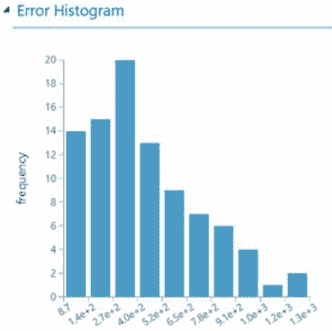 Error Histogram
20
18
16
14
12
10
8
6
4
2
0
frequency
8.7
1.4e+2
2.7e+2
4.0e+2
5.2e+2
6.5e+2
7.8e+2
9.1e+2
1.0e+3
1.2e+3
1.3e+3